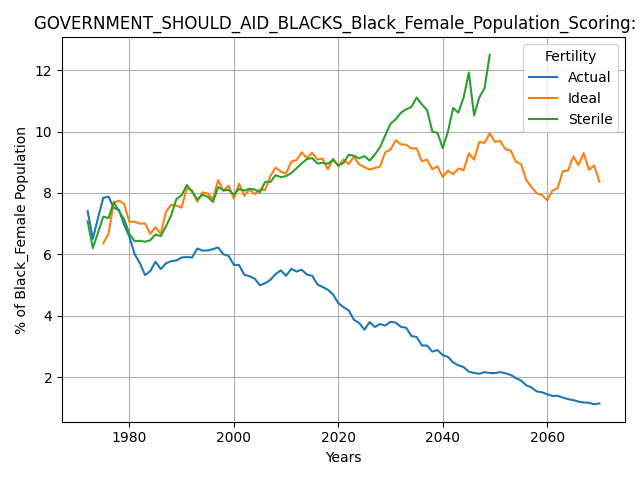 GOVERNMENT_SHOULD_AID_BLACKS_Black_Female_Population_Scoring:
Fertility
Actual
Ideal
Sterile
% of Black_Female Population
12
10
8
6
4
2
1980 2000 2020 2040 2060
Years